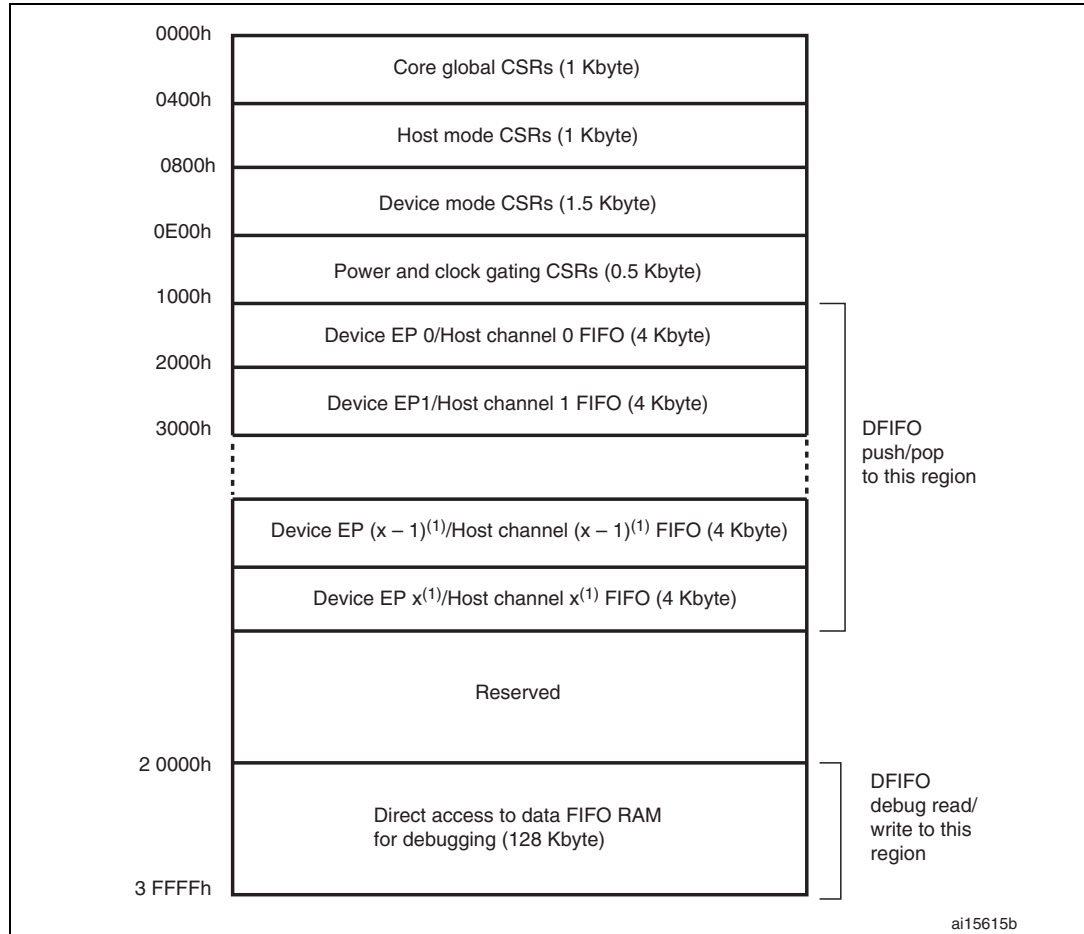 0000h
Core global CSRs (1 Kbyte)
0400h
Host mode CSRs (1 Kbyte)
0800h
Device mode CSRs (1.5 Kbyte)
0E00h
Power and clock gating CSRs (0.5 Kbyte)
1000h
Device EP 0/Host channel 0 FIFO (4 Kbyte)
2000h
Device EP1/Host channel 1 FIFO (4 Kbyte)
3000h
DFIFO
push/pop
to this region
Device EP (x – 1)(1)/Host channel (x – 1)(1) FIFO (4 Kbyte)
Device EP x(1)/Host channel x(1) FIFO (4 Kbyte)
Reserved
2 0000h
Direct access to data FIFO RAM
for debugging (128 Kbyte)
DFIFO
debug read/
write to this
region
3 FFFFh
ai15615b